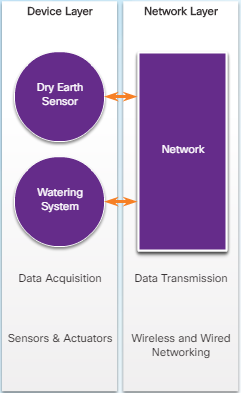 Device Layer
Network Layer
Dry Earth
Sensor
Network
Watering
System
Data Acquisition
Data Transmission
Sensors & Actuators
Wireless and Wired
Networking